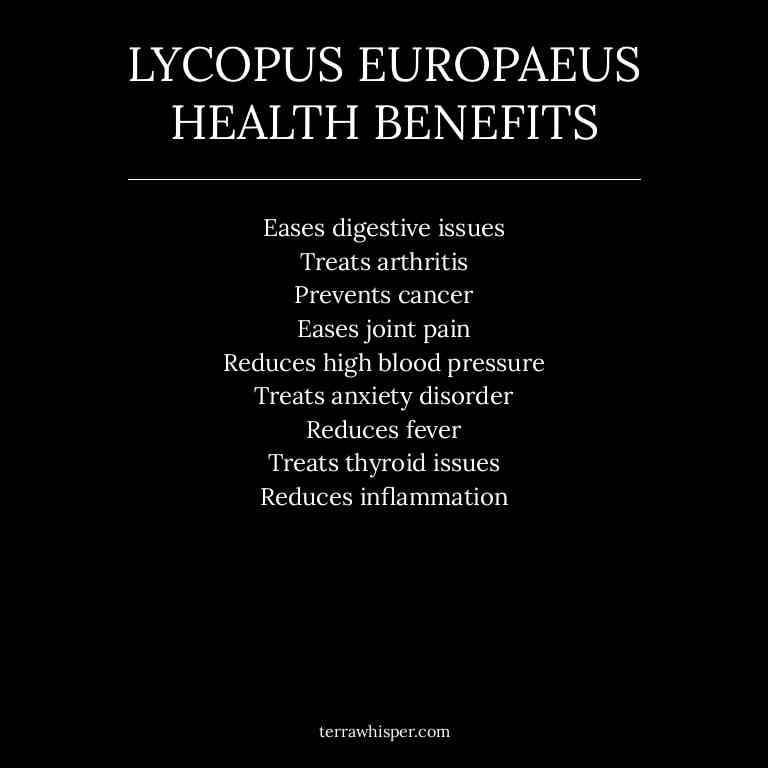 LYCOPUS EUROPAEUS
HEALTH BENEFITS
Eases digestive issues
Treats arthritis
Prevents cancer
Eases joint pain
Reduces high blood pressure
Treats anxiety disorder
Reduces fever
Treats thyroid issues
Reduces inflammation
terrawhisper.com